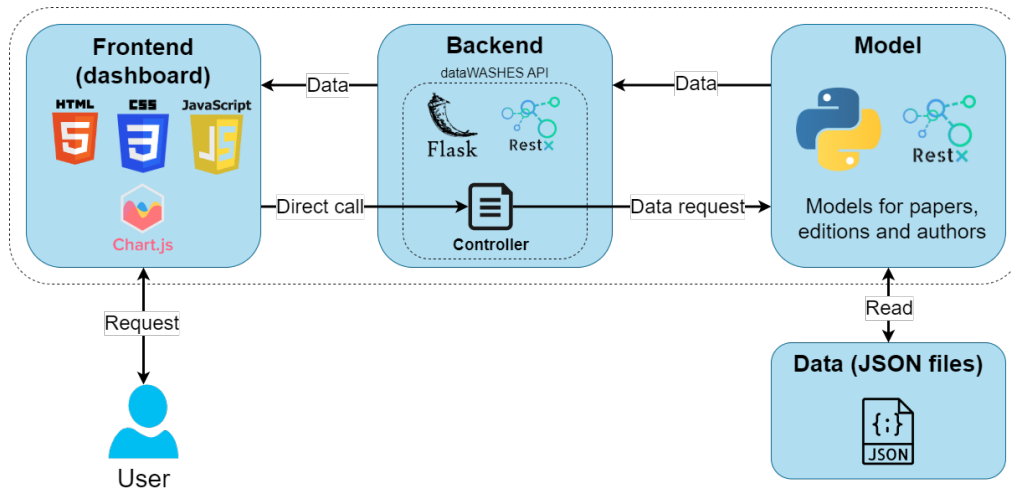 Frontend
(dashboard)
HTML
5
CSS
3
JavaScript
JS
Chart.js
Data
Direct call
Backend
dataWASHES API
Flask
RestX
Controller
Data
Data request
Model
RestX
Models for papers,
editions and authors
Request
User
Read
Data (JSON files)
{;}
JSON